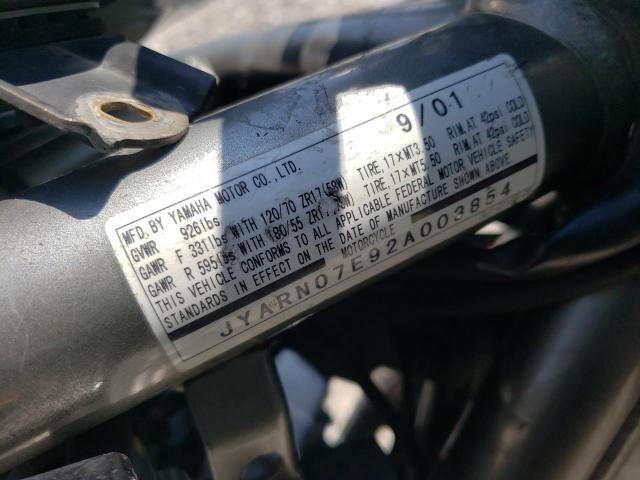 9/01
MFD. BY YAMAHA MOTOR CO., LTD.
GVWR 926lbs
GAWR F 331lbs WITH 120/70 ZR17(58W) TIRE, 17×MT3.50 RIM, AT 42psi COLD
GAWR R 595lbs WITH 180/55 ZR17 TIRE, 17×MT5.50 RIM, AT 42psi COLD
THIS VEHICLE CONFORMS TO ALL APPLICABLE FEDERAL MOTOR VEHICLE SAFETY
STANDARDS IN EFFECT ON THE DATE OF MANUFACTURE SHOWN ABOVE.
MOTORCYCLE
JYARN07E92A003854